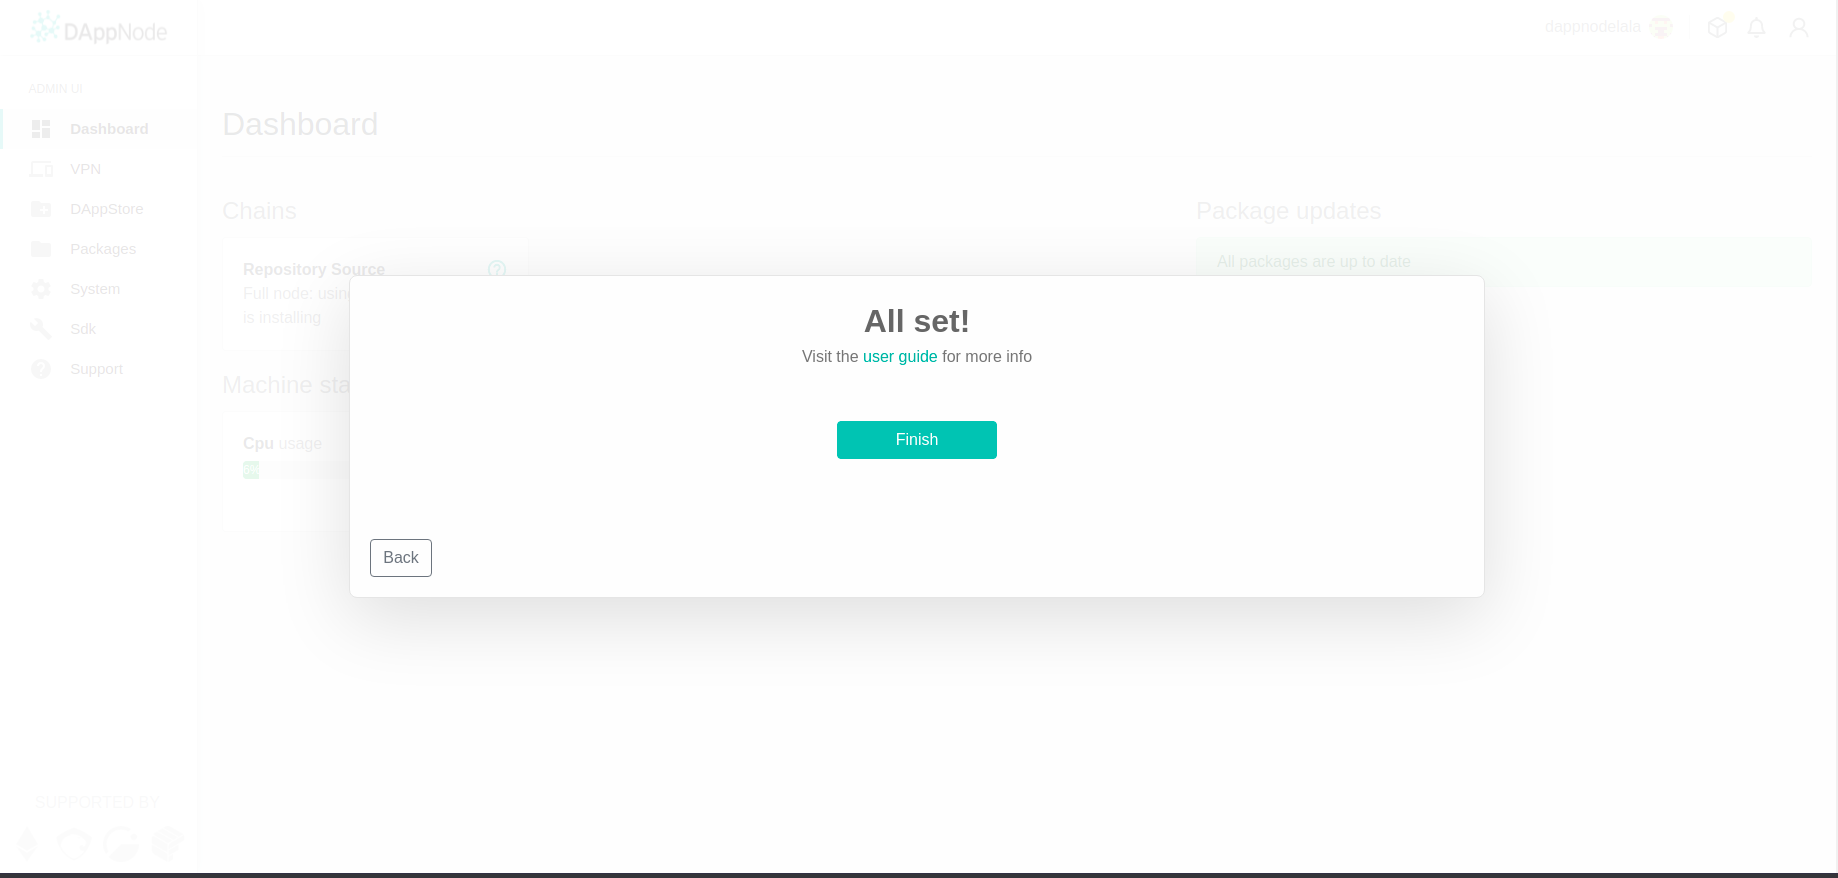 DAppNode
dappnodelala
ADMIN UI
Dashboard
VPN
DAppStore
Packages
System
Sdk
Support
SUPPORTED BY
Dashboard
Chains
Repository Source
Full node: usin
is installing
Machine sta
Cpu usage
Package updates
All packages are up to date
All set!
Visit the user guide for more info
Finish
Back